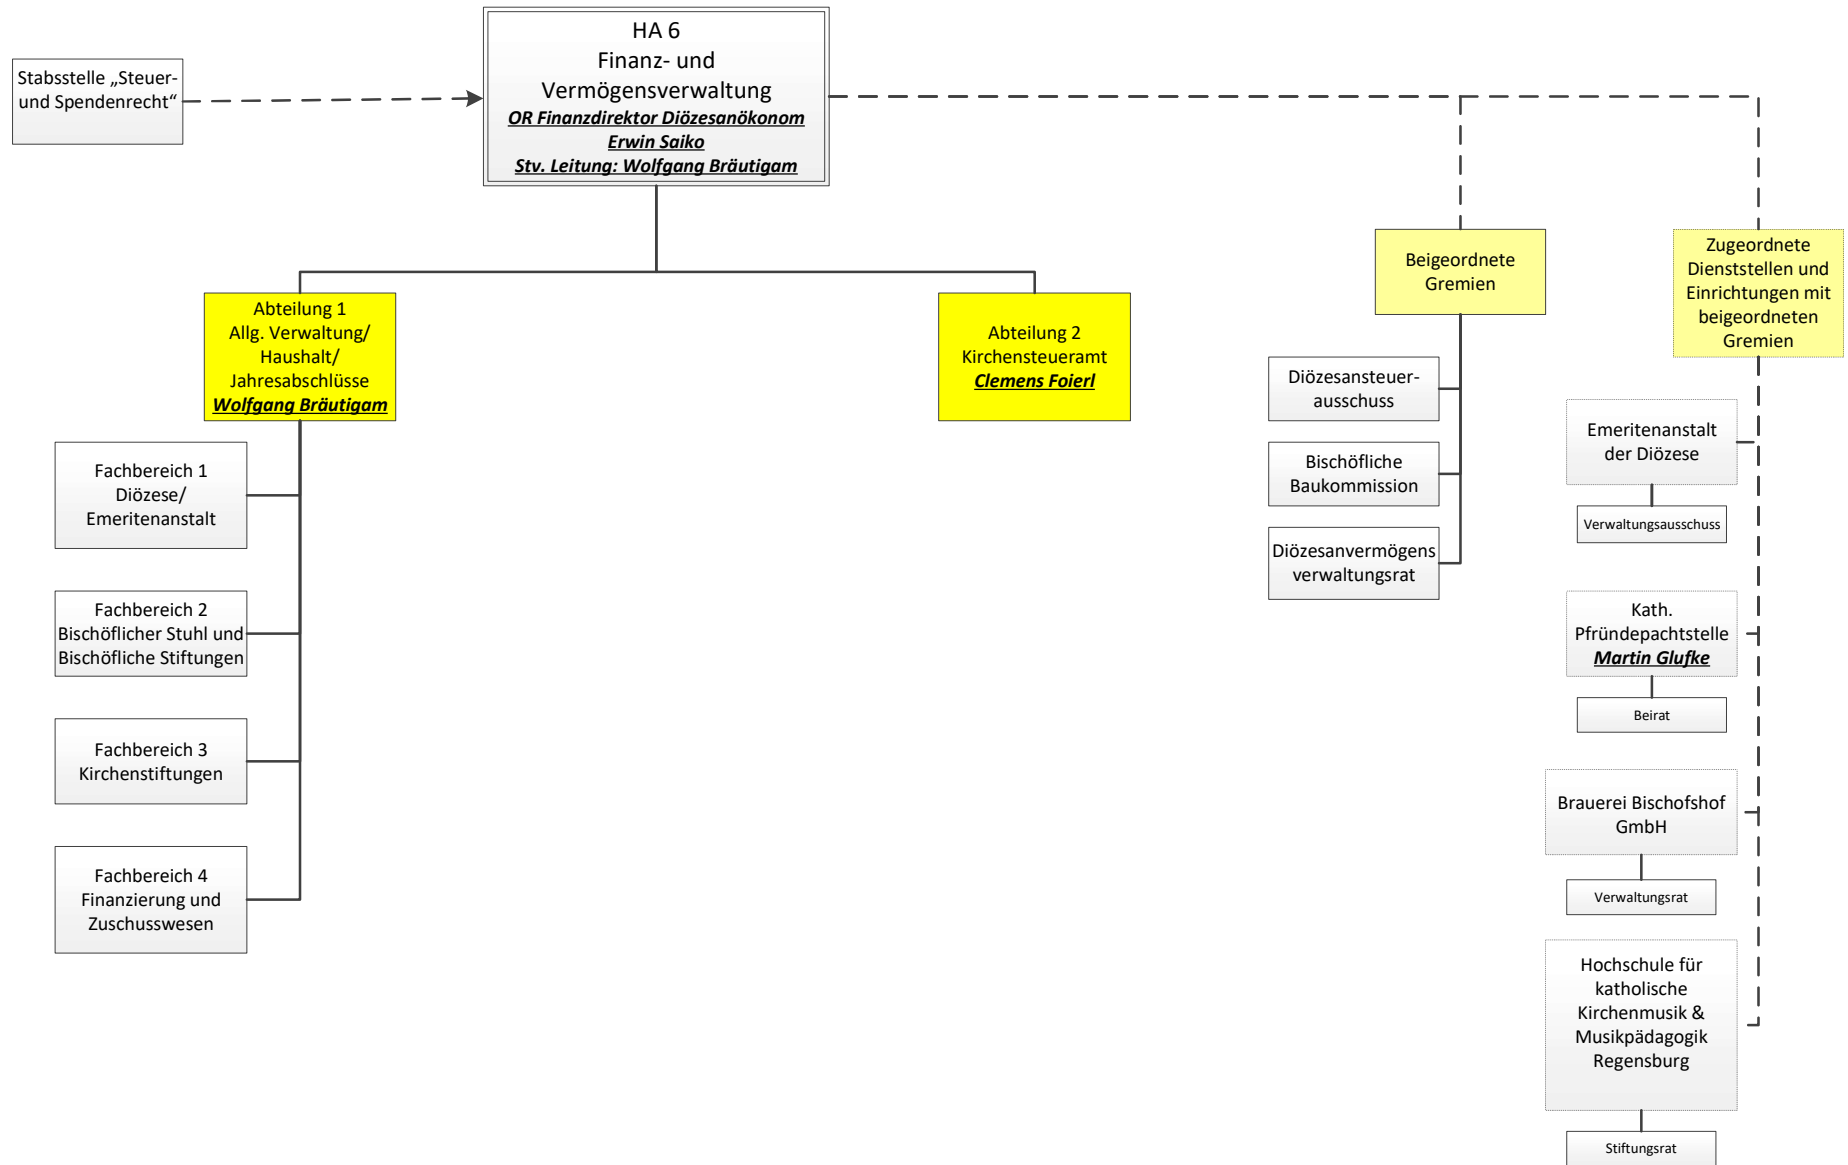 HA 6
Finanz- und
Vermögensverwaltung
OR Finanzdirektor Diözesanökonom
Erwin Saiko
Stv. Leitung: Wolfgang Bräutigam
Stabsstelle „Steuer-
und Spendenrecht“
Abteilung 1
Allg. Verwaltung/
Haushalt/
Jahresabschlüsse
Wolfgang Bräutigam
Fachbereich 1
Diözese/
Emeritenanstalt
Fachbereich 2
Bischöflicher Stuhl und
Bischöfliche Stiftungen
Fachbereich 3
Kirchenstiftungen
Fachbereich 4
Finanzierung und
Zuschusswesen
Abteilung 2
Kirchensteueramt
Clemens Foierl
Beigeordnete
Gremien
Diözesansteuer-
ausschuss
Bischöfliche
Baukommission
Diözesanvermögens
verwaltungsrat
Zugeordnete
Dienststellen und
Einrichtungen mit
beigeordneten
Gremien
Emeritenanstalt
der Diözese
Verwaltungsausschuss
Kath.
Pfründepachtstelle
Martin Glufke
Beirat
Brauerei Bischofshof
GmbH
Verwaltungsrat
Hochschule für
katholische
Kirchenmusik &
Musikpädagogik
Regensburg
Stiftungsrat